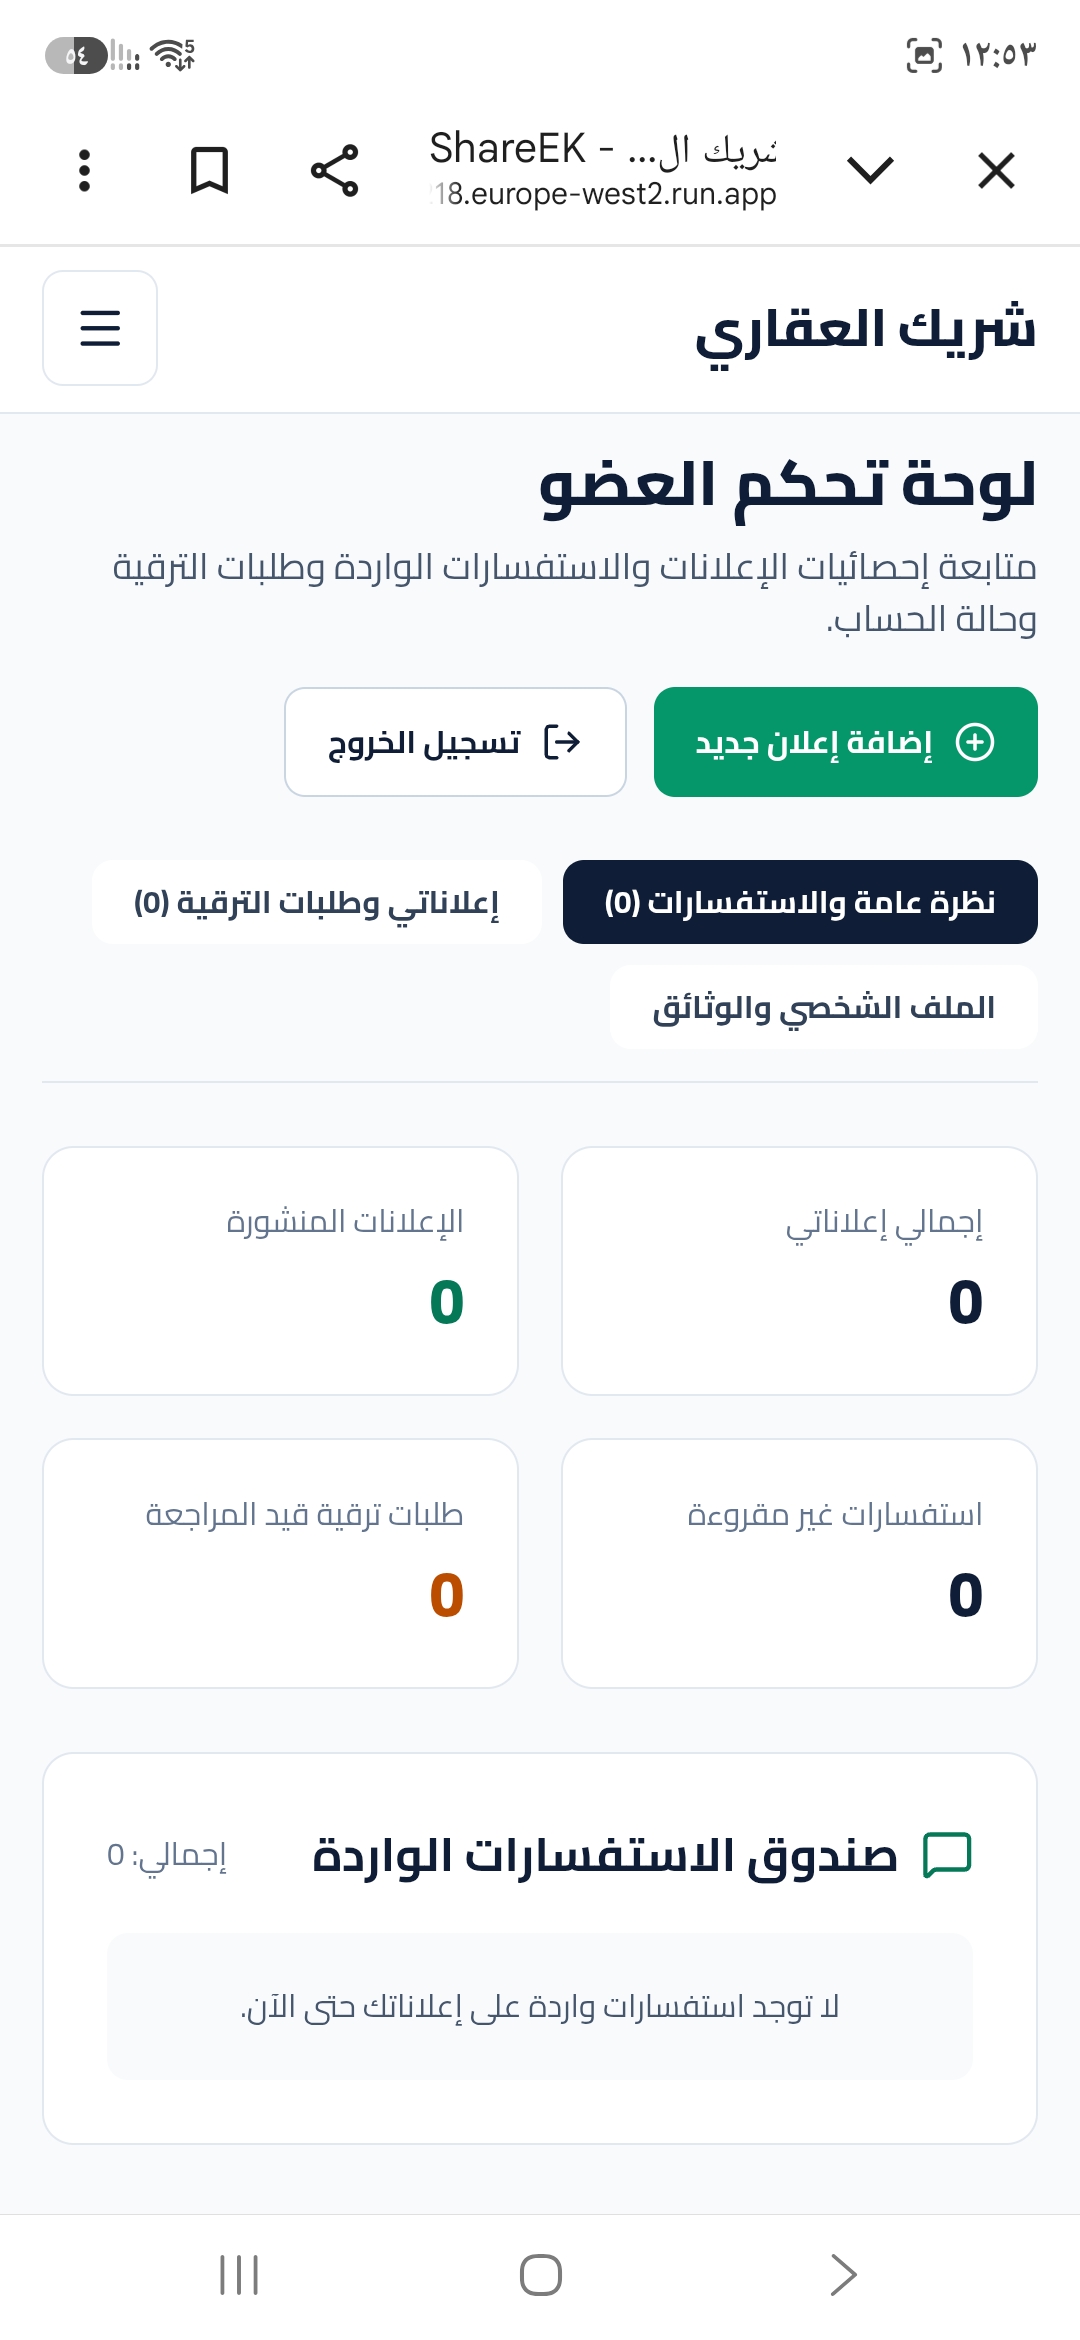 ١٢:٥٣
٥٤
5
ShareEK - شريك ال...
18.europe-west2.run.app
شريك العقاري
لوحة تحكم العضو
متابعة إحصائيات الإعلانات والاستفسارات الواردة وطلبات الترقية
وحالة الحساب.
إضافة إعلان جديد
تسجيل الخروج
نظرة عامة والاستفسارات (0)
إعلاناتي وطلبات الترقية (0)
الملف الشخصي والوثائق
إجمالي إعلاناتي
0
الإعلانات المنشورة
0
استفسارات غير مقروءة
0
طلبات ترقية قيد المراجعة
0
صندوق الاستفسارات الواردة
إجمالي: 0
لا توجد استفسارات واردة على إعلاناتك حتى الآن.